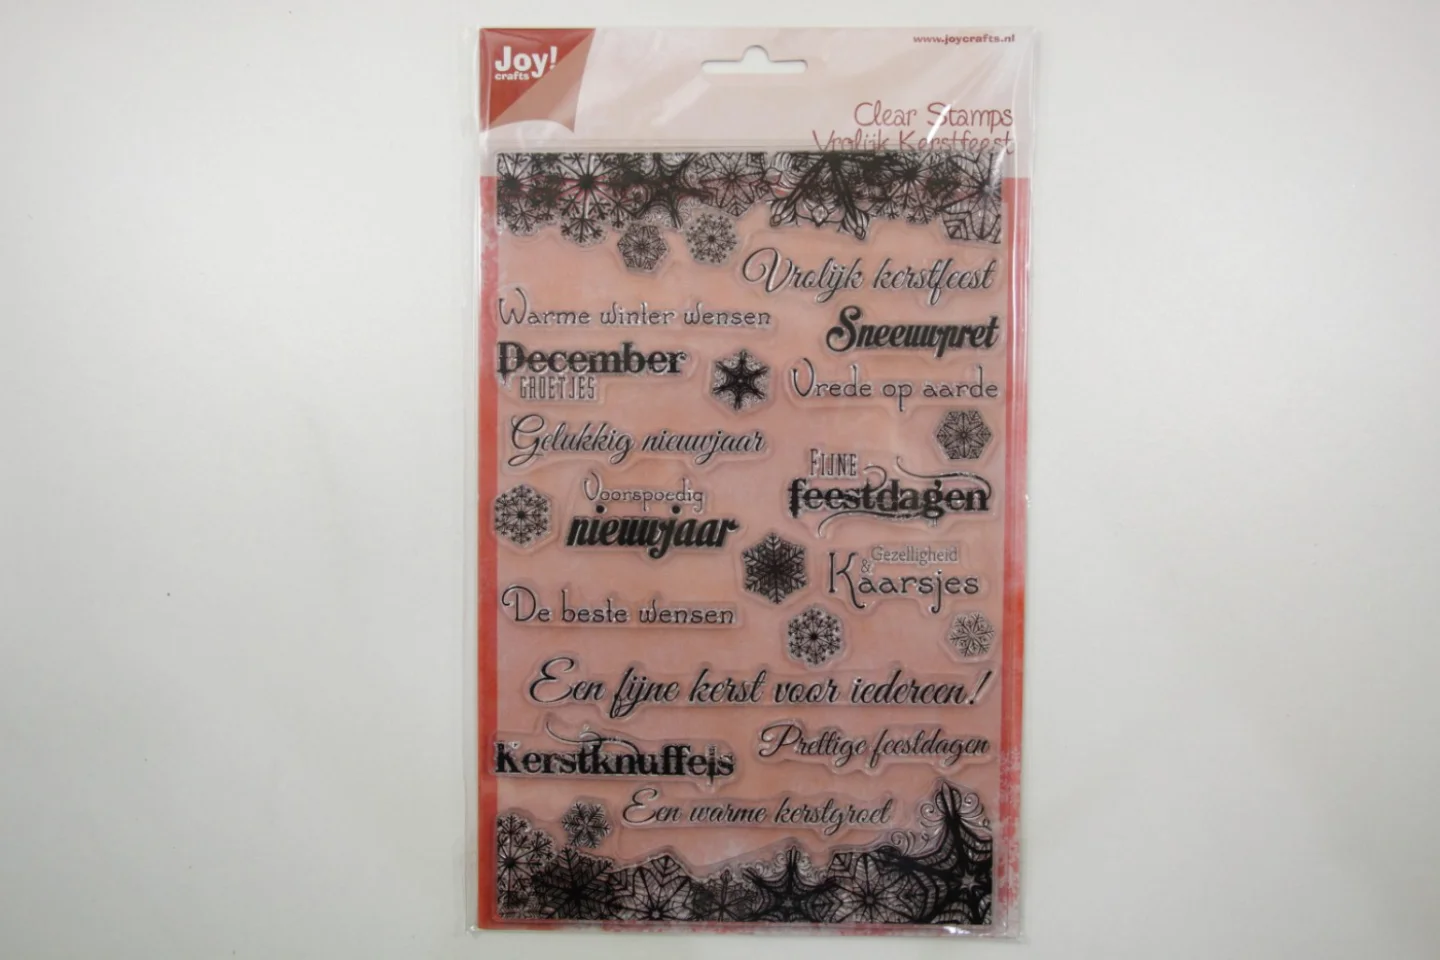 Joy!
crafts
www.joycrafts.nl
Clear Stamps
Vrolijk Kerstfeest
Vrolijk kerstfeest
Warme winter wensen
Sneeuwpret
December
GROETJES
Vrede op aarde
Gelukkig nieuwjaar
FIJNE
feestdagen
Voorspoedig
nieuwjaar
Gezelligheid
&
Kaarsjes
De beste wensen
Een fijne kerst voor iedereen!
Prettige feestdagen
Kerstknuffels
Een warme kerstgroet